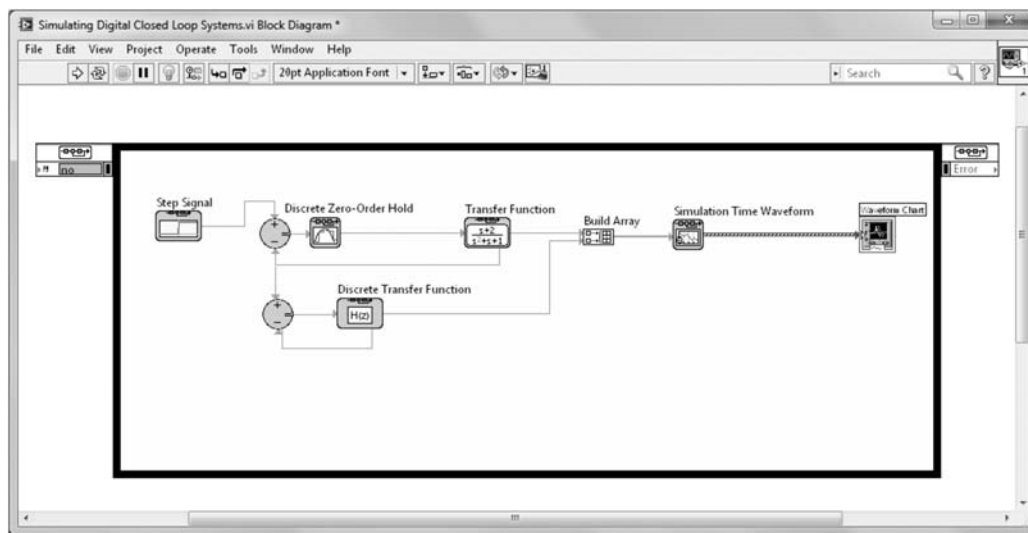 Simulating Digital Closed Loop Systems.vi Block Diagram *
File Edit View Project Operate Tools Window Help
20pt Application Font
Search
?
1
no
Error
Step Signal
Discrete Zero-Order Hold
Transfer Function
s+2
s²+s+1
Build Array
Simulation Time Waveform
Waveform Chart
Discrete Transfer Function
H(z)